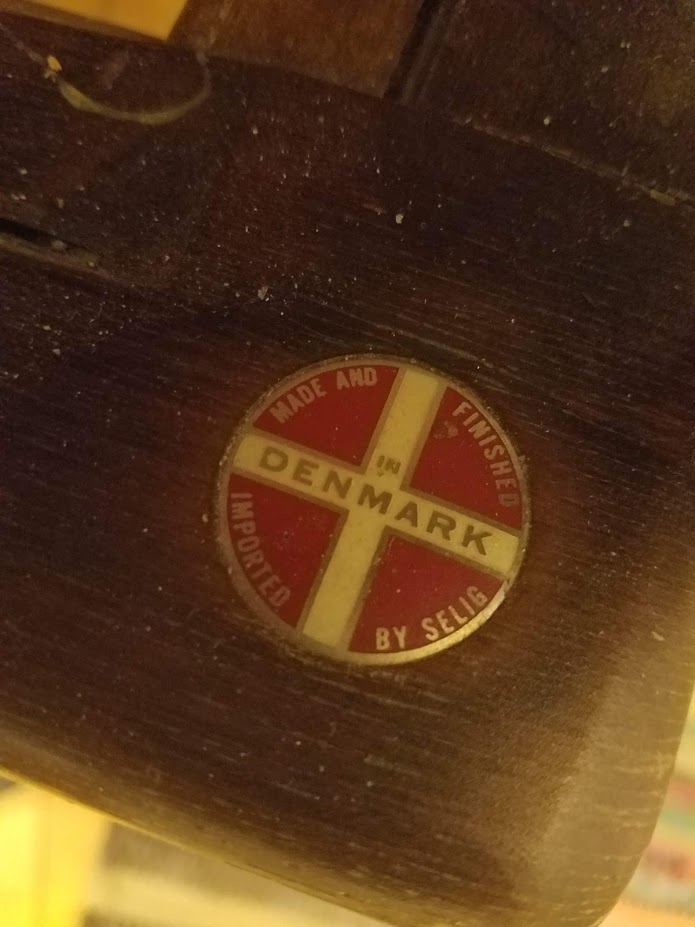 MADE AND
FINISHED
IN
DENMARK
IMPORTED
BY SELIG